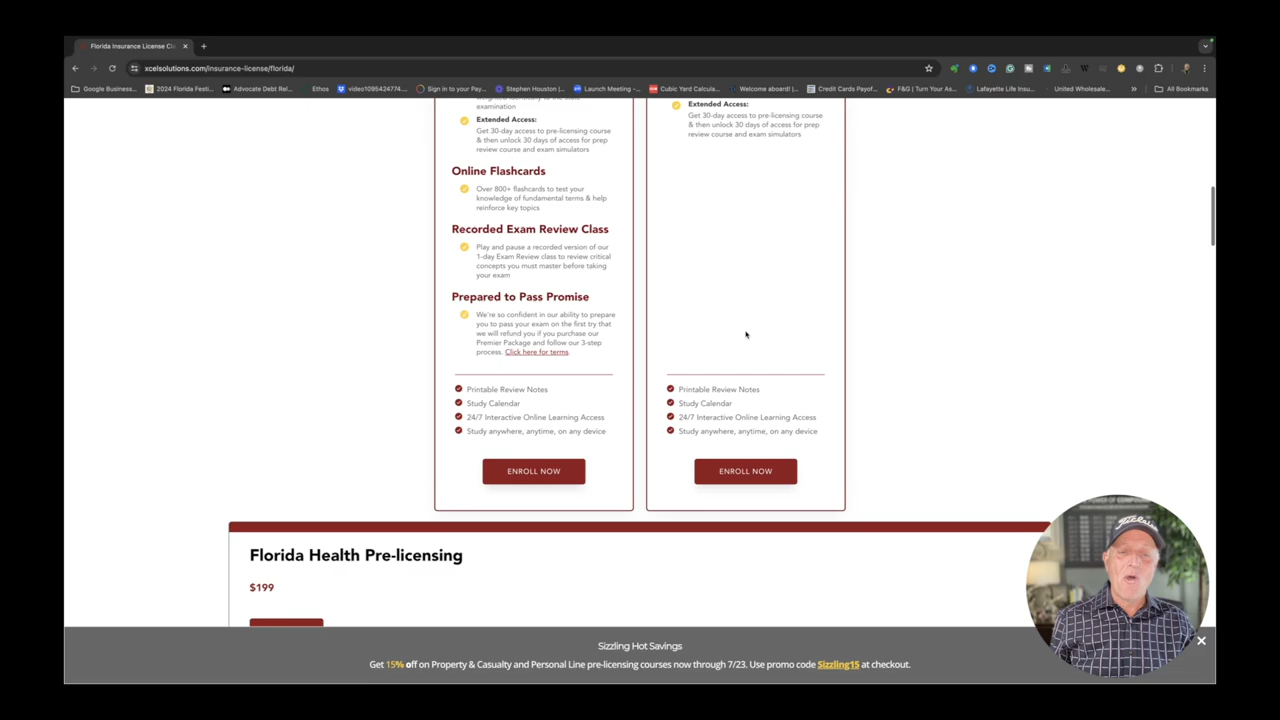 Florida Insurance License Cl
xcelsolutions.com/insurance-license/florida/
Google Business...
2024 Florida Festi...
Advocate Debt Rel...
Ethos
video1095424774....
Sign in to your Pay...
Stephen Houston |...
Launch Meeting -...
Cubic Yard Calcula...
Welcome aboard! |...
Credit Cards Payof...
F&G | Turn Your As...
Lafayette Life Insu...
United Wholesale...
»
All Bookmarks
examination
Extended Access:
Get 30-day access to pre-licensing course
& then unlock 30 days of access for prep
review course and exam simulators
Online Flashcards
Over 800+ flashcards to test your
knowledge of fundamental terms & help
reinforce key topics
Recorded Exam Review Class
Play and pause a recorded version of our
1-day Exam Review class to review critical
concepts you must master before taking
your exam
Prepared to Pass Promise
We're so confident in our ability to prepare
you to pass your exam on the first try that
we will refund you if you purchase our
Premier Package and follow our 3-step
process. Click here for terms.
Printable Review Notes
Study Calendar
24/7 Interactive Online Learning Access
Study anywhere, anytime, on any device
ENROLL NOW
Extended Access:
Get 30-day access to pre-licensing course
& then unlock 30 days of access for prep
review course and exam simulators
Printable Review Notes
Study Calendar
24/7 Interactive Online Learning Access
Study anywhere, anytime, on any device
ENROLL NOW
Florida Health Pre-licensing
$199
Sizzling Hot Savings
Get 15% off on Property & Casualty and Personal Line pre-licensing courses now through 7/23. Use promo code Sizzling15 at checkout.